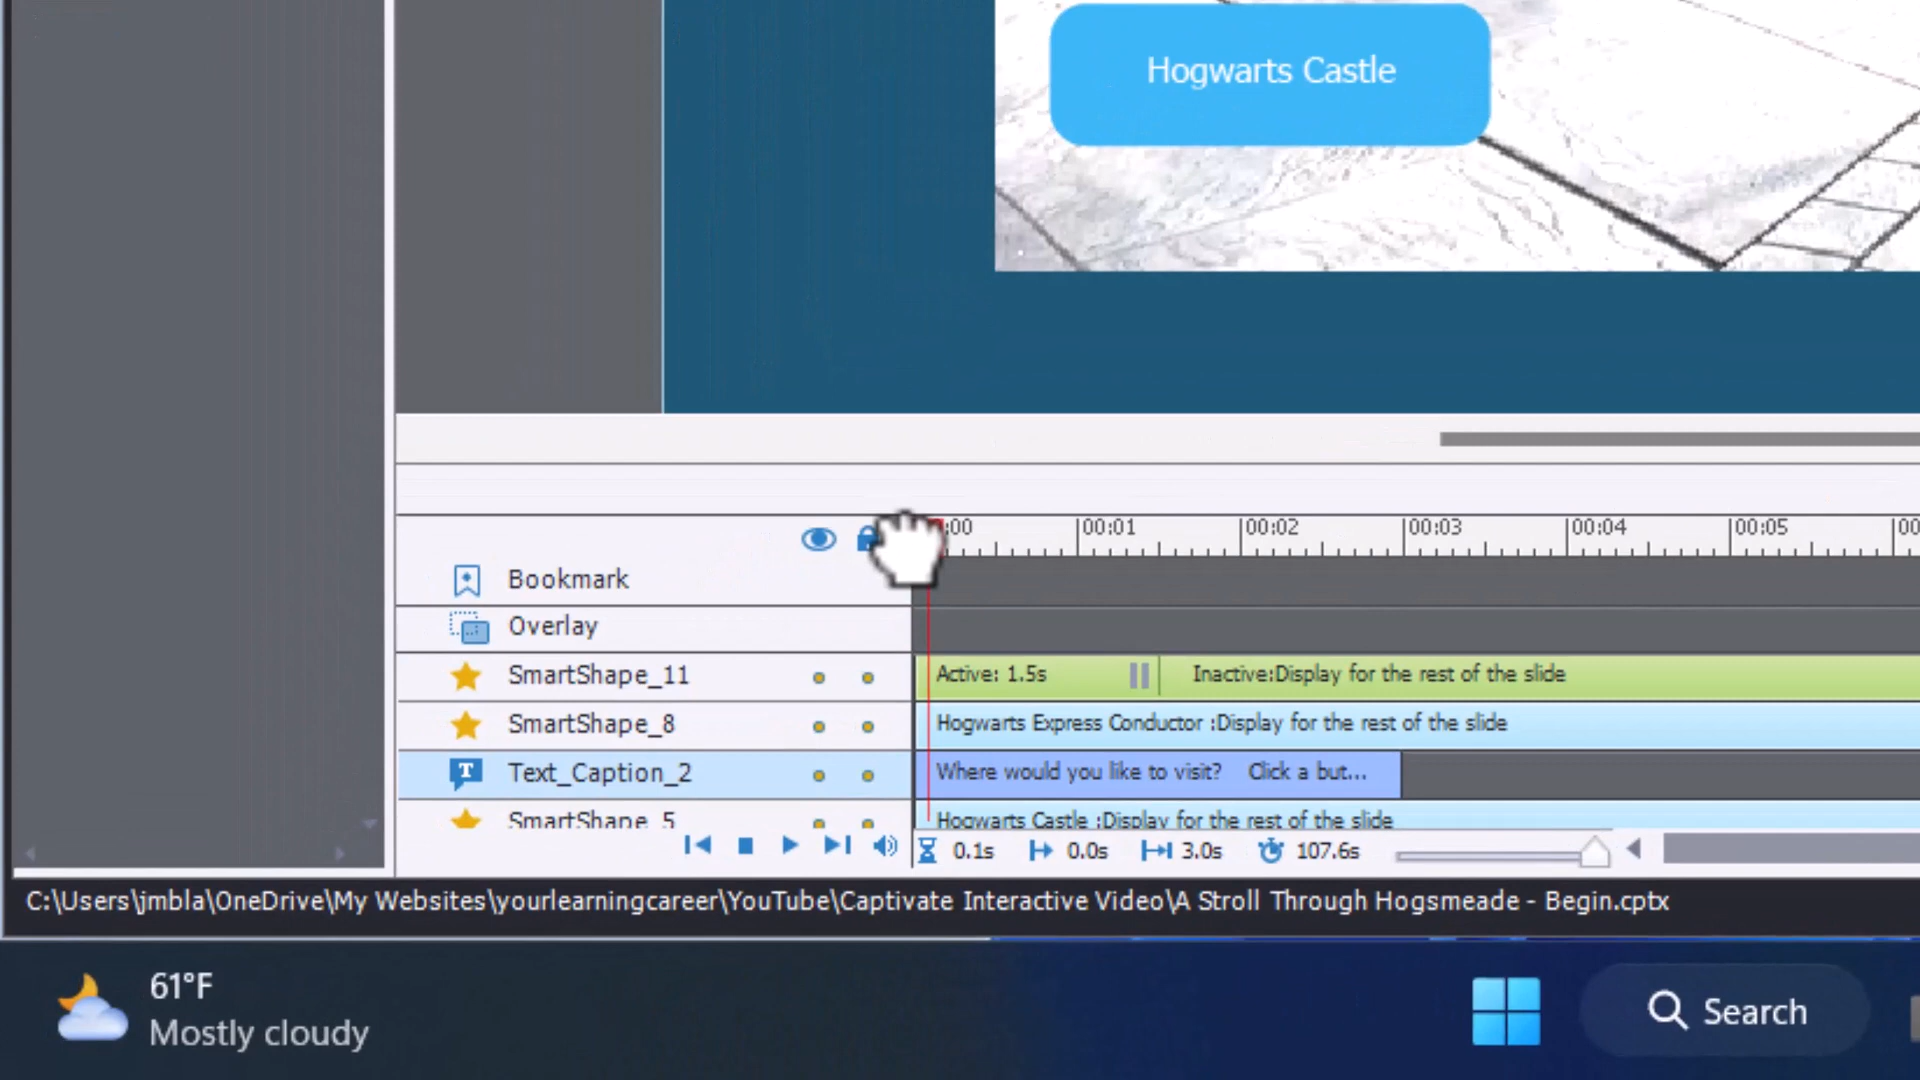 Hogwarts Castle
:00 00:01 00:02 00:03 00:04 00:05
Bookmark
Overlay
SmartShape_11 Active: 1.5s Inactive:Display for the rest of the slide
SmartShape_8 Hogwarts Express Conductor :Display for the rest of the slide
Text_Caption_2 Where would you like to visit? Click a but...
SmartShape_5 Hogwarts Castle :Display for the rest of the slide
0.1s 0.0s 3.0s 107.6s
C:\Users\jmbla\OneDrive\My Websites\yourlearningcareer\YouTube\Captivate Interactive Video\A Stroll Through Hogsmeade - Begin.cptx
61°F
Mostly cloudy
Search